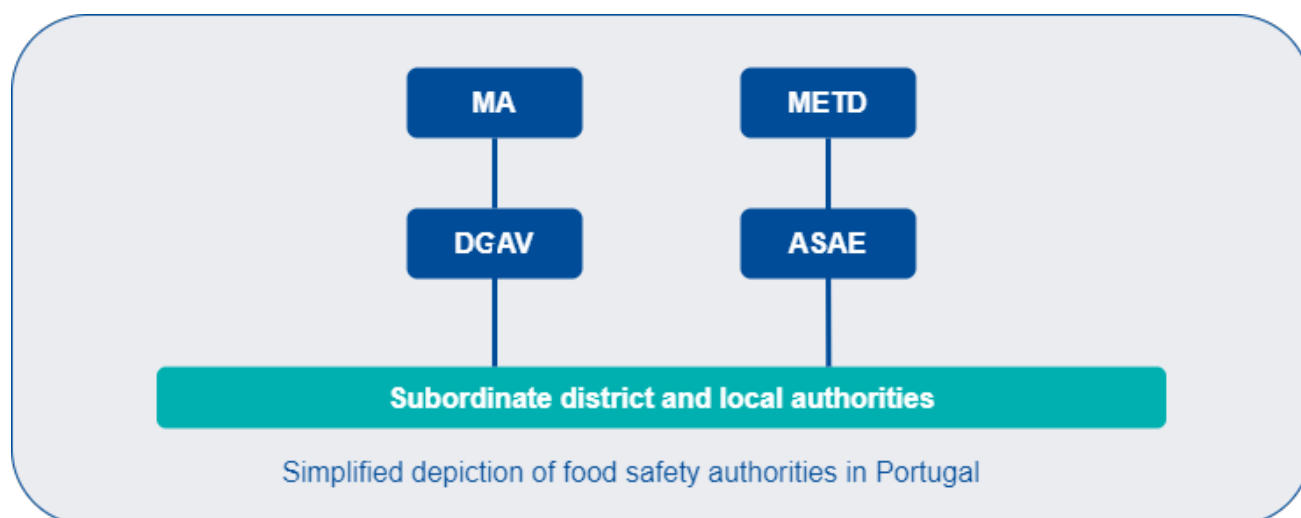 MA METD
DGAV ASAE
Subordinate district and local authorities
Simplified depiction of food safety authorities in Portugal